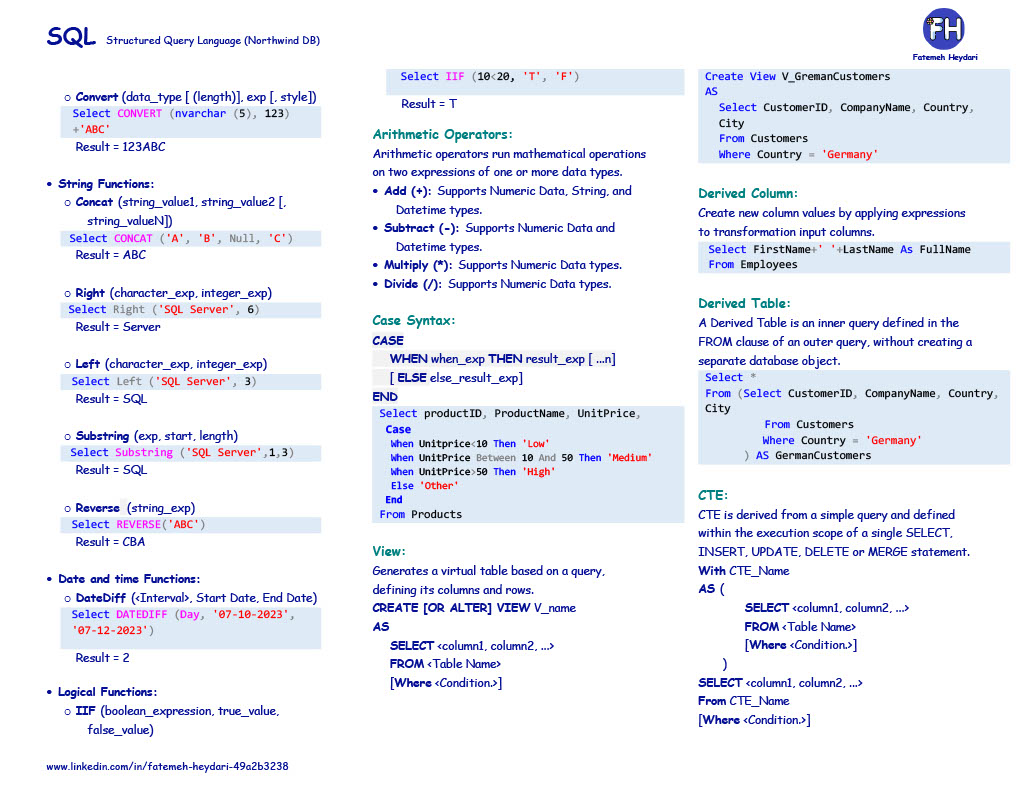 SQL Structured Query Language (Northwind DB)
FH
Fatemeh Heydari
○ Convert (data_type [ (length)], exp [, style])
Select CONVERT (nvarchar (5), 123)
+'ABC'
Result = 123ABC
• String Functions:
○ Concat (string_value1, string_value2 [,
string_valueN])
Select CONCAT ('A', 'B', Null, 'C')
Result = ABC
○ Right (character_exp, integer_exp)
Select Right ('SQL Server', 6)
Result = Server
○ Left (character_exp, integer_exp)
Select Left ('SQL Server', 3)
Result = SQL
○ Substring (exp, start, length)
Select Substring ('SQL Server',1,3)
Result = SQL
○ Reverse (string_exp)
Select REVERSE('ABC')
Result = CBA
• Date and time Functions:
○ DateDiff (<Interval>, Start Date, End Date)
Select DATEDIFF (Day, '07-10-2023',
'07-12-2023')
Result = 2
• Logical Functions:
○ IIF (boolean_expression, true_value,
false_value)
Select IIF (10<20, 'T', 'F')
Result = T
Arithmetic Operators:
Arithmetic operators run mathematical operations
on two expressions of one or more data types.
• Add (+): Supports Numeric Data, String, and
Datetime types.
• Subtract (-): Supports Numeric Data and
Datetime types.
• Multiply (*): Supports Numeric Data types.
• Divide (/): Supports Numeric Data types.
Case Syntax:
CASE
WHEN when_exp THEN result_exp [ ...n]
[ ELSE else_result_exp]
END
Select productID, ProductName, UnitPrice,
Case
When Unitprice<10 Then 'Low'
When UnitPrice Between 10 And 50 Then 'Medium'
When UnitPrice>50 Then 'High'
Else 'Other'
End
From Products
View:
Generates a virtual table based on a query,
defining its columns and rows.
CREATE [OR ALTER] VIEW V_name
AS
SELECT <column1, column2, ...>
FROM <Table Name>
[Where <Condition.>]
Create View V_GremanCustomers
AS
Select CustomerID, CompanyName, Country,
City
From Customers
Where Country = 'Germany'
Derived Column:
Create new column values by applying expressions
to transformation input columns.
Select FirstName+' '+LastName As FullName
From Employees
Derived Table:
A Derived Table is an inner query defined in the
FROM clause of an outer query, without creating a
separate database object.
Select *
From (Select CustomerID, CompanyName, Country,
City
From Customers
Where Country = 'Germany'
) AS GermanCustomers
CTE:
CTE is derived from a simple query and defined
within the execution scope of a single SELECT,
INSERT, UPDATE, DELETE or MERGE statement.
With CTE_Name
AS (
SELECT <column1, column2, ...>
FROM <Table Name>
[Where <Condition.>]
)
SELECT <column1, column2, ...>
From CTE_Name
[Where <Condition.>]
www.linkedin.com/in/fatemeh-heydari-49a2b3238